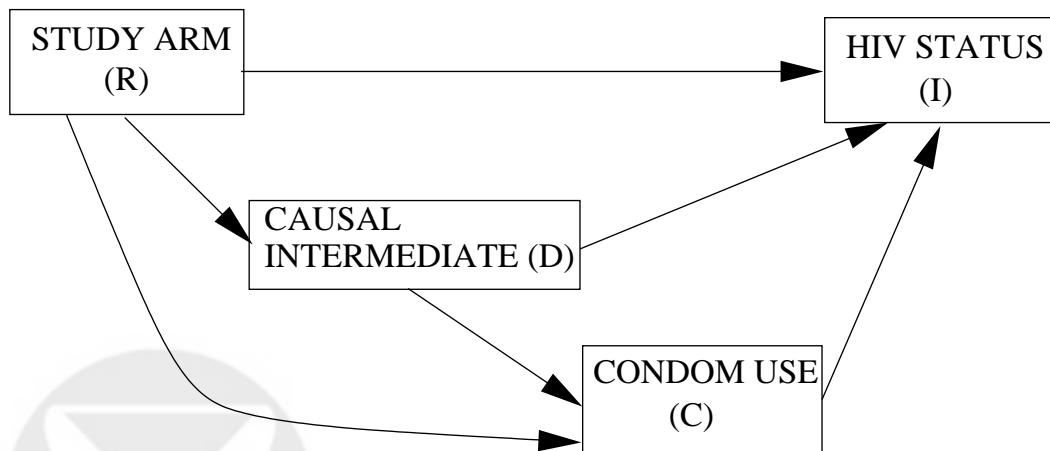 STUDY ARM
(R)
HIV STATUS
(I)
CAUSAL
INTERMEDIATE (D)
CONDOM USE
(C)